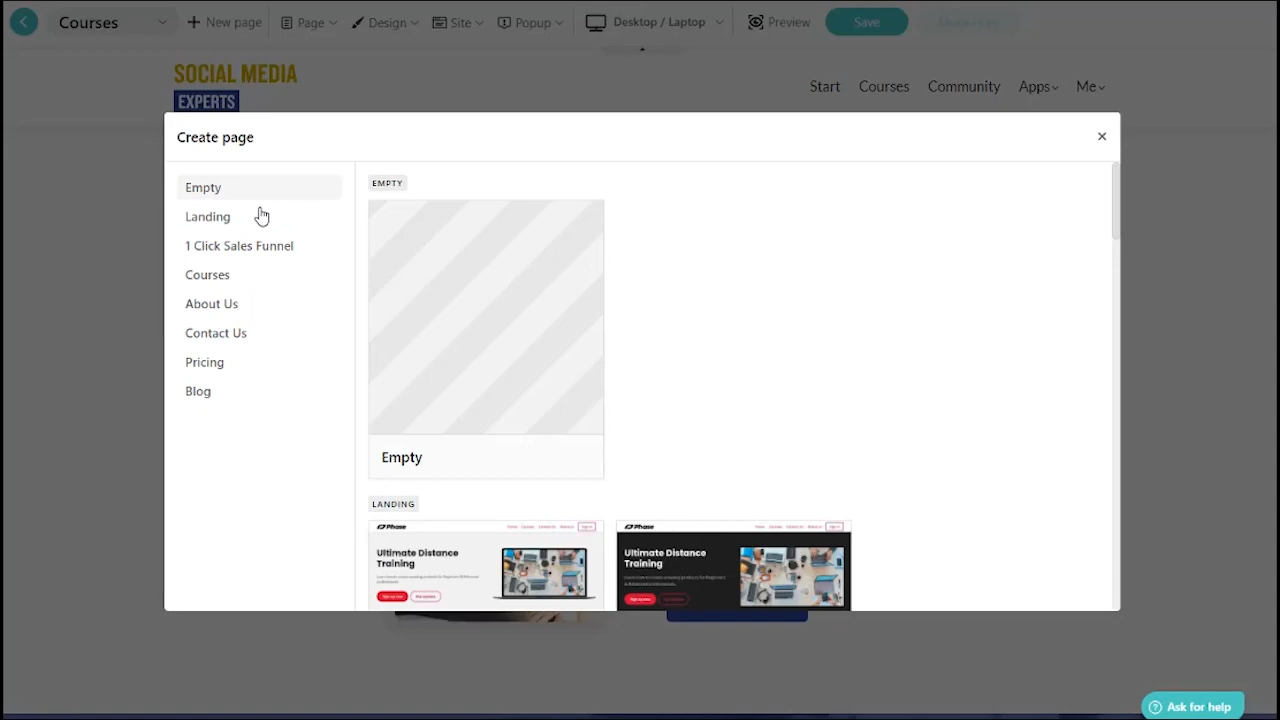 Courses
New page
Page
Design
Site
Popup
Desktop / Laptop
Preview
Save
SOCIAL MEDIA
EXPERTS
Start
Courses
Community
Apps
Me
Create page
Empty
Landing
1 Click Sales Funnel
Courses
About Us
Contact Us
Pricing
Blog
EMPTY
Empty
LANDING
Phase
Ultimate Distance
Training
Phase
Ultimate Distance
Training
Ask for help